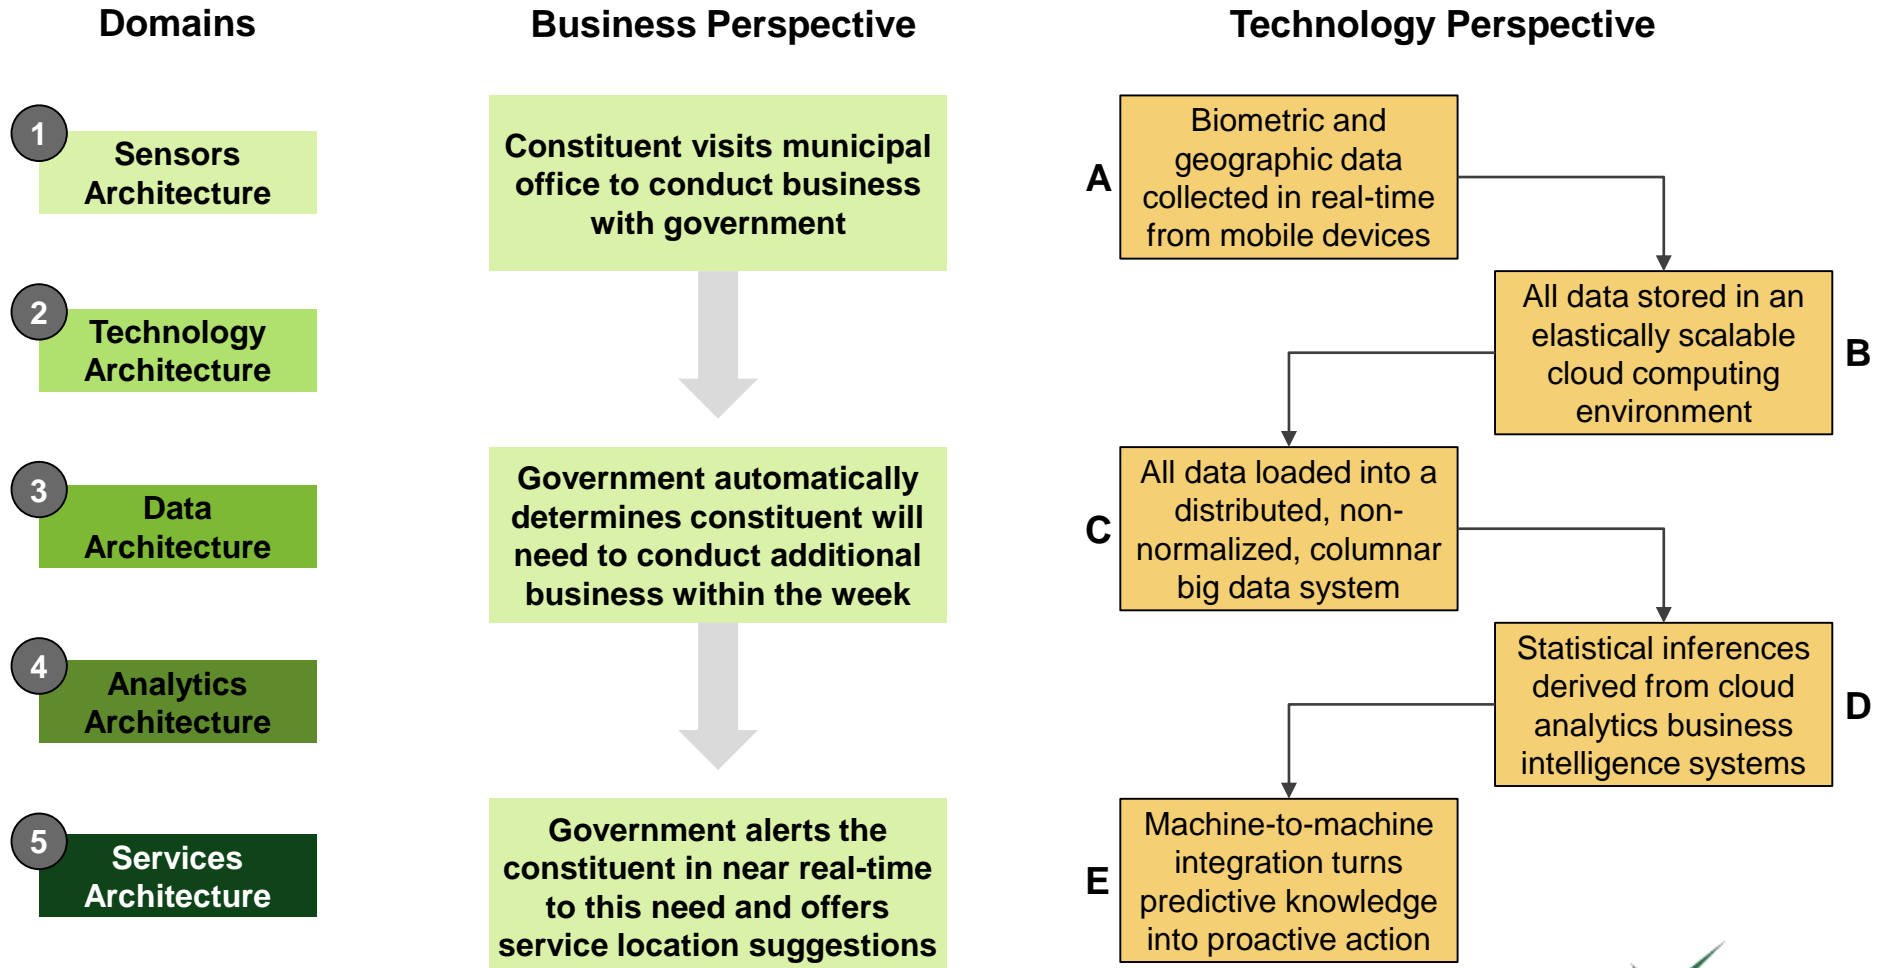 Domains
1
Sensors
Architecture
2
Technology
Architecture
3
Data
Architecture
4
Analytics
Architecture
5
Services
Architecture
Business Perspective
Constituent visits municipal
office to conduct business
with government
Government automatically
determines constituent will
need to conduct additional
business within the week
Government alerts the
constituent in near real-time
to this need and offers
service location suggestions
Technology Perspective
A
Biometric and
geographic data
collected in real-time
from mobile devices
All data stored in an
elastically scalable
cloud computing
environment
B
C
All data loaded into a
distributed, non-
normalized, columnar
big data system
Statistical inferences
derived from cloud
analytics business
intelligence systems
D
E
Machine-to-machine
integration turns
predictive knowledge
into proactive action